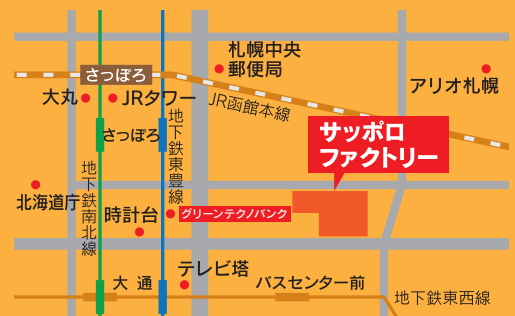 札幌中央
郵便局
さっぽろ
アリオ札幌
大丸
JRタワー
JR函館本線
さっぽろ
地下鉄東豊線
サッポロ
ファクトリー
地下鉄南北線
北海道庁
時計台
グリーンテクノバンク
テレビ塔
大通
バスセンター前
地下鉄東西線